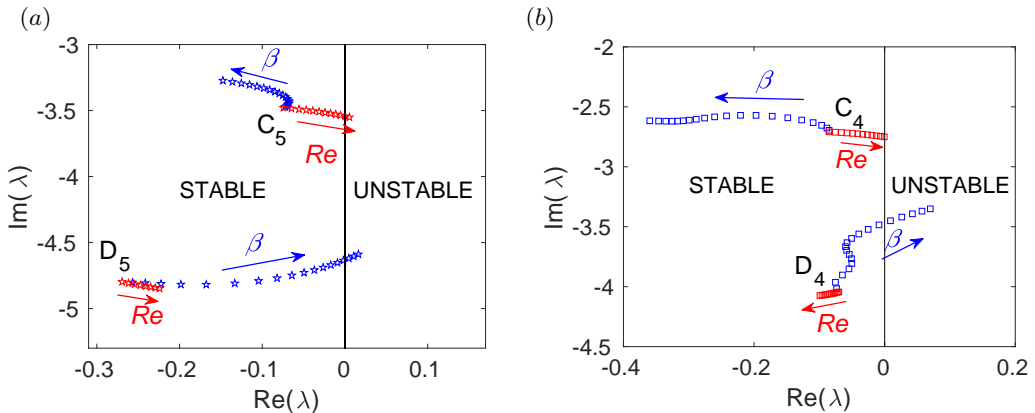 (a)
-3
-3.5
-4
-4.5
-5
Im(λ)
β
C5
Re
STABLE
UNSTABLE
D5
β
Re
-0.3
-0.2
-0.1
0
0.1
Re(λ)
(b)
-2
-2.5
-3
-3.5
-4
-4.5
Im(λ)
β
C4
Re
STABLE
UNSTABLE
β
D4
Re
-0.4
-0.2
0
0.2
Re(λ)